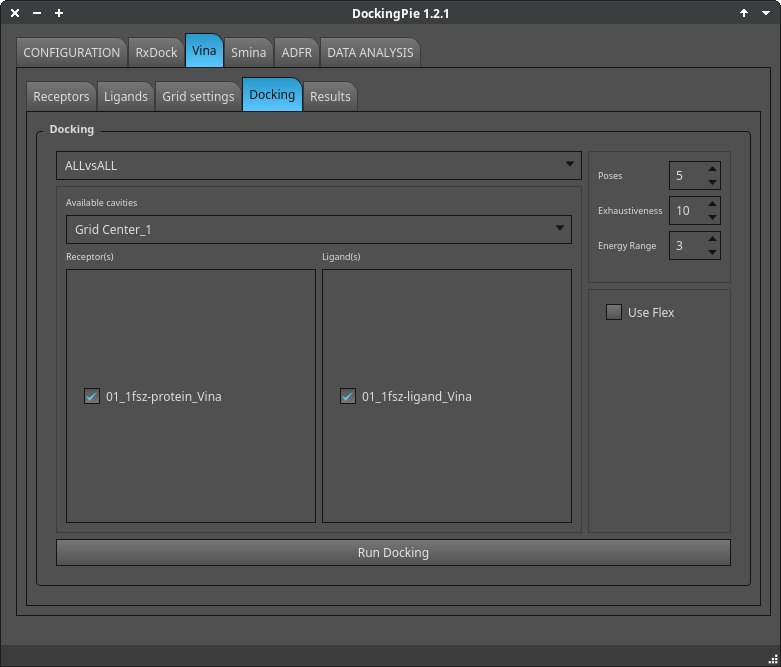 DockingPie 1.2.1
CONFIGURATION RxDock Vina Smina ADFR DATA ANALYSIS
Receptors Ligands Grid settings Docking Results
Docking
ALLvsALL
Available cavities
Grid Center_1
Receptor(s) Ligand(s)
01_1fsz-protein_Vina 01_1fsz-ligand_Vina
Poses 5
Exhaustiveness 10
Energy Range 3
Use Flex
Run Docking